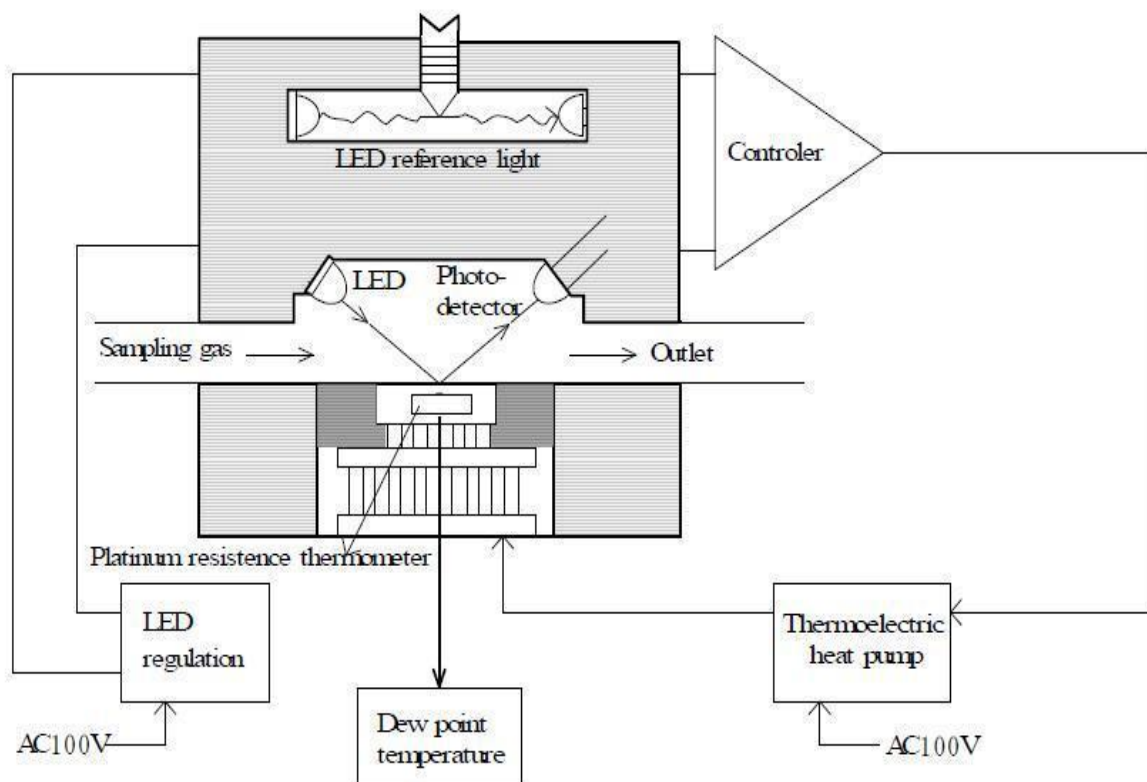 LED reference light
Controler
LED
Photo-
detector
Sampling gas
Outlet
Platinum resistence thermometer
LED
regulation
Thermoelectric
heat pump
AC100V
Dew point
temperature
AC100V